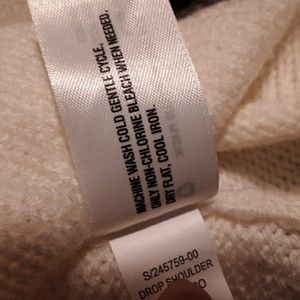 MACHINE WASH COLD GENTLE CYCLE,
ONLY NON-CHLORINE BLEACH WHEN NEEDED,
DRY FLAT, COOL IRON.
S/245759-00
DROP SHOULDER